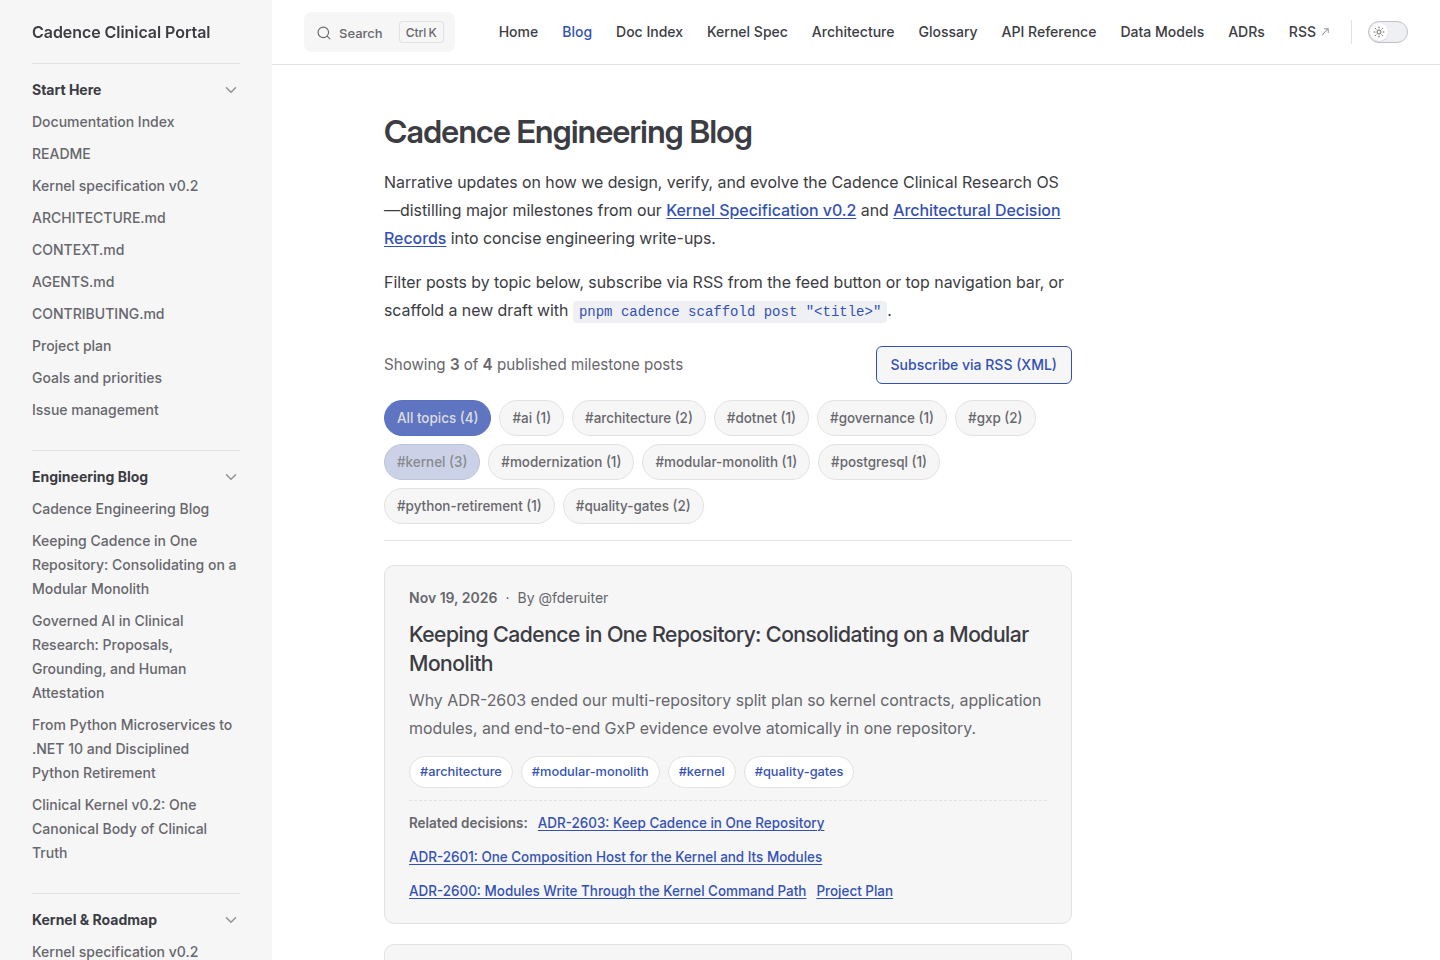 Cadence Clinical Portal
Search
Ctrl K
Home
Blog
Doc Index
Kernel Spec
Architecture
Glossary
API Reference
Data Models
ADRs
RSS
Start Here
Documentation Index
README
Kernel specification v0.2
ARCHITECTURE.md
CONTEXT.md
AGENTS.md
CONTRIBUTING.md
Project plan
Goals and priorities
Issue management
Engineering Blog
Cadence Engineering Blog
Keeping Cadence in One
Repository: Consolidating on a
Modular Monolith
Governed AI in Clinical
Research: Proposals,
Grounding, and Human
Attestation
From Python Microservices to
.NET 10 and Disciplined
Python Retirement
Clinical Kernel v0.2: One
Canonical Body of Clinical
Truth
Kernel & Roadmap
Kernel specification v0.2
Cadence Engineering Blog
Narrative updates on how we design, verify, and evolve the Cadence Clinical Research OS
—distilling major milestones from our Kernel Specification v0.2 and Architectural Decision
Records into concise engineering write-ups.
Filter posts by topic below, subscribe via RSS from the feed button or top navigation bar, or
scaffold a new draft with pnpm cadence scaffold post "<title>".
Showing 3 of 4 published milestone posts
Subscribe via RSS (XML)
All topics (4) #ai (1) #architecture (2) #dotnet (1) #governance (1) #gxp (2)
#kernel (3) #modernization (1) #modular-monolith (1) #postgresql (1)
#python-retirement (1) #quality-gates (2)
Nov 19, 2026 · By @fderuiter
Keeping Cadence in One Repository: Consolidating on a Modular
Monolith
Why ADR-2603 ended our multi-repository split plan so kernel contracts, application
modules, and end-to-end GxP evidence evolve atomically in one repository.
#architecture #modular-monolith #kernel #quality-gates
Related decisions: ADR-2603: Keep Cadence in One Repository
ADR-2601: One Composition Host for the Kernel and Its Modules
ADR-2600: Modules Write Through the Kernel Command Path Project Plan